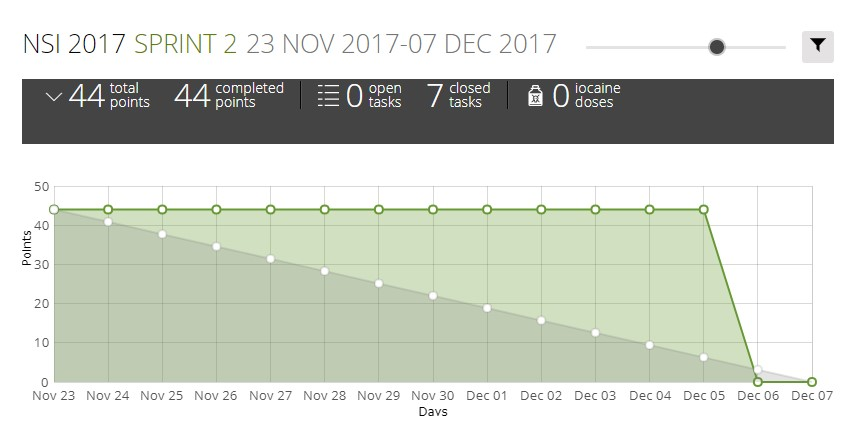 NSI 2017 SPRINT 2 23 NOV 2017-07 DEC 2017
44 total points 44 completed points 0 open tasks 7 closed tasks 0 iocaine doses
50
40
30
20
10
0
Points
Nov 23 Nov 24 Nov 25 Nov 26 Nov 27 Nov 28 Nov 29 Nov 30 Dec 01 Dec 02 Dec 03 Dec 04 Dec 05 Dec 06 Dec 07
Days